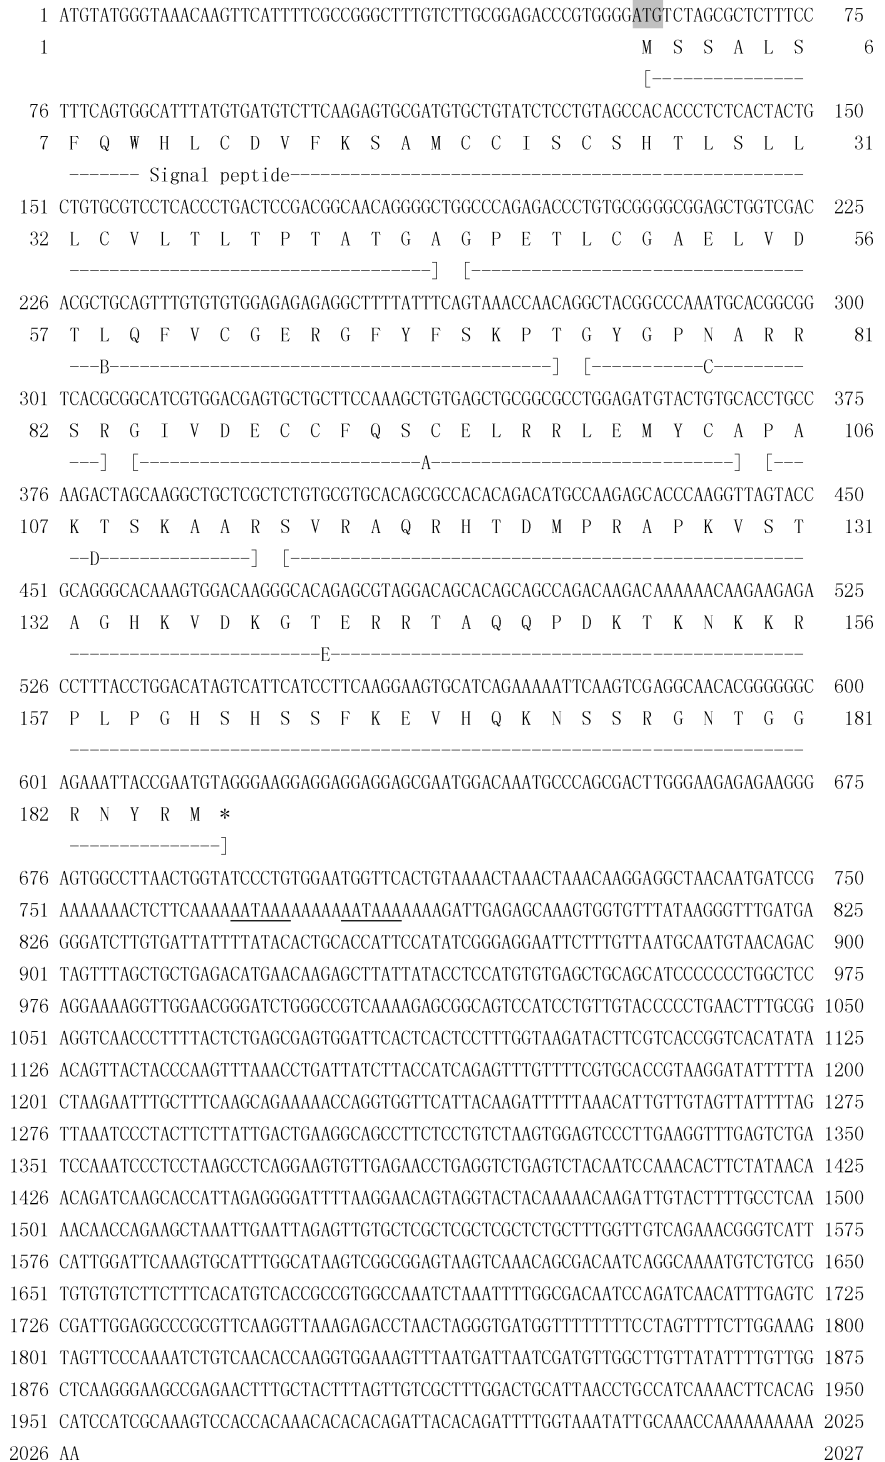 1 ATGTATGGGTAAACAAGTTCATTTTCGCCGGGCTTTGTCTTGCGGAGACCCGTGGGGATGTCTAGCGCTCTTTCC 75
1 M S S A L S 6
[---------------
76 TTTCAGTGGCATTTATGTGATGTCTTCAAGAGTGCGATGTGCTGTATCTCCTGTAGCCACACCCTCTCACTACTG 150
7 F Q W H L C D V F K S A M C C I S C S H T L S L L 31
------- Signal peptide---------------------------------------------------
151 CTGTGCGTCCTCACCCTGACTCCGACGGCAACAGGGGCTGGCCCAGAGACCCTGTGCGGGGCGGAGCTGGTCGAC 225
32 L C V L T L T P T A T G A G P E T L C G A E L V D 56
------------------------------------] [---------------------------------
226 ACGCTGCAGTTTGTGTGTGGAGAGAGAGGCTTTTATTTCAGTAAACCAACAGGCTACGGCCCAAATGCACGGCGG 300
57 T L Q F V C G E R G F Y F S K P T G Y G P N A R R 81
---B--------------------------------------------] [-----------C---------
301 TCACGCGGCATCGTGGACGAGTGCTGCTTCCAAAGCTGTGAGCTGCGGCGCCTGGAGATGTACTGTGCACCTGCC 375
82 S R G I V D E C C F Q S C E L R R L E M Y C A P A 106
---] [----------------------------A------------------------------] [---
376 AAGACTAGCAAGGCTGCTCGCTCTGTGCGTGCACAGCGCCACACAGACATGCCAAGAGCACCCAAGGTTAGTACC 450
107 K T S K A A R S V R A Q R H T D M P R A P K V S T 131
--D---------------] [---------------------------------------------------
451 GCAGGGCACAAAGTGGACAAGGGCACAGAGCGTAGGACAGCACAGCAGCCAGACAAGACAAAAAACAAGAAGAGA 525
132 A G H K V D K G T E R R T A Q Q P D K T K N K K R 156
-------------------------E-----------------------------------------------
526 CCTTTACCTGGACATAGTCATTCATCCTTCAAGGAAGTGCATCAGAAAAATTCAAGTCGAGGCAACACGGGGGGC 600
157 P L P G H S H S S F K E V H Q K N S S R G N T G G 181
-------------------------------------------------------------------------
601 AGAAATTACCGAATGTAGGGAAGGAGGAGGAGGAGCGAATGGACAAATGCCCAGCGACTTGGGAAGAGAGAAGGG 675
182 R N Y R M *
---------------]
676 AGTGGCCTTAACTGGTATCCCTGTGGAATGGTTCACTGTAAAACTAAACTAAACAAGGAGGCTAACAATGATCCG 750
751 AAAAAAACTCTTCAAAAAATAAAAAAAAAATAAAAAAAGATTGAGAGCAAAGTGGTGTTTATAAGGGTTTGATGA 825
826 GGGATCTTGTGATTATTTTATACACTGCACCATTCCATATCGGGAGGAATTCTTTGTTAATGCAATGTAACAGAC 900
901 TAGTTTAGCTGCTGAGACATGAACAAGAGCTTATTATACCTCCATGTGTGAGCTGCAGCATCCCCCCCTGGCTCC 975
976 AGGAAAAGGTTGGAACGGGATCTGGGCCGTCAAAAGAGCGGCAGTCCATCCTGTTGTACCCCCTGAACTTTGCGG 1050
1051 AGGTCAACCCTTTTACTCTGAGCGAGTGGATTCACTCACTCCTTTGGTAAGATACTTCGTCACCGGTCACATATA 1125
1126 ACAGTTACTACCCAAGTTTAAACCTGATTATCTTACCATCAGAGTTTGTTTTCGTGCACCGTAAGGATATTTTTA 1200
1201 CTAAGAATTTGCTTTCAAGCAGAAAAACCAGGTGGTTCATTACAAGATTTTTAAACATTGTTGTAGTTATTTTAG 1275
1276 TTAAATCCCTACTTCTTATTGACTGAAGGCAGCCTTCTCCTGTCTAAGTGGAGTCCCTTGAAGGTTTGAGTCTGA 1350
1351 TCCAAATCCCTCCTAAGCCTCAGGAAGTGTTGAGAACCTGAGGTCTGAGTCTACAATCCAAACACTTCTATAACA 1425
1426 ACAGATCAAGCACCATTAGAGGGGATTTTAAGGAACAGTAGGTACTACAAAAACAAGATTGTACTTTTGCCTCAA 1500
1501 AACAACCAGAAGCTAAATTGAATTAGAGTTGTGCTCGCTCGCTCGCTCTGCTTTGGTTGTCAGAAACGGGTCATT 1575
1576 CATTGGATTCAAAGTGCATTTGGCATAAGTCGGCGGAGTAAGTCAAACAGCGACAATCAGGCAAAATGTCTGTCG 1650
1651 TGTGTGTCTTCTTTCACATGTCACCGCCGTGGCCAAATCTAAATTTTGGCGACAATCCAGATCAACATTTGAGTC 1725
1726 CGATTGGAGGCCCGCGTTCAAGGTTAAAGAGACCTAACTAGGGTGATGGTTTTTTTTCCTAGTTTTCTTGGAAAG 1800
1801 TAGTTCCCAAAATCTGTCAACACCAAGGTGGAAAGTTTAATGATTAATCGATGTTGGCTTGTTATATTTTGTTGG 1875
1876 CTCAAGGGAAGCCGAGAACTTTGCTACTTTAGTTGTCGCTTTGGACTGCATTAACCTGCCATCAAAACTTCACAG 1950
1951 CATCCATCGCAAAGTCCACCACAAACACACACAGATTACACAGATTTTGGTAAATATTGCAAACCAAAAAAAAAA 2025
2026 AA 2027